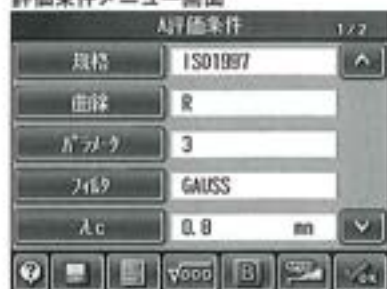 評価条件メニュー画面
A評価条件 1/2
規格 ISO1997
曲線 R
ﾊﾟﾗﾒｰﾀ 3
ﾌｨﾙﾀ GAUSS
λc 0.8 mm
B
OK